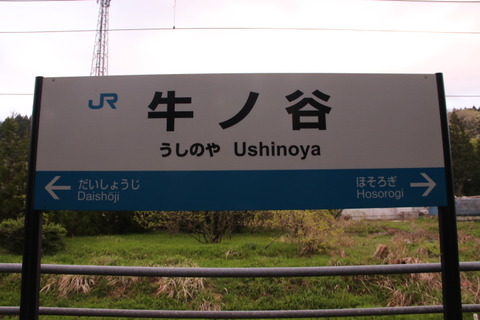 JR 牛ノ谷
うしのや Ushinoya
だいしょうじ ほそろぎ
Daishōji Hosorogi